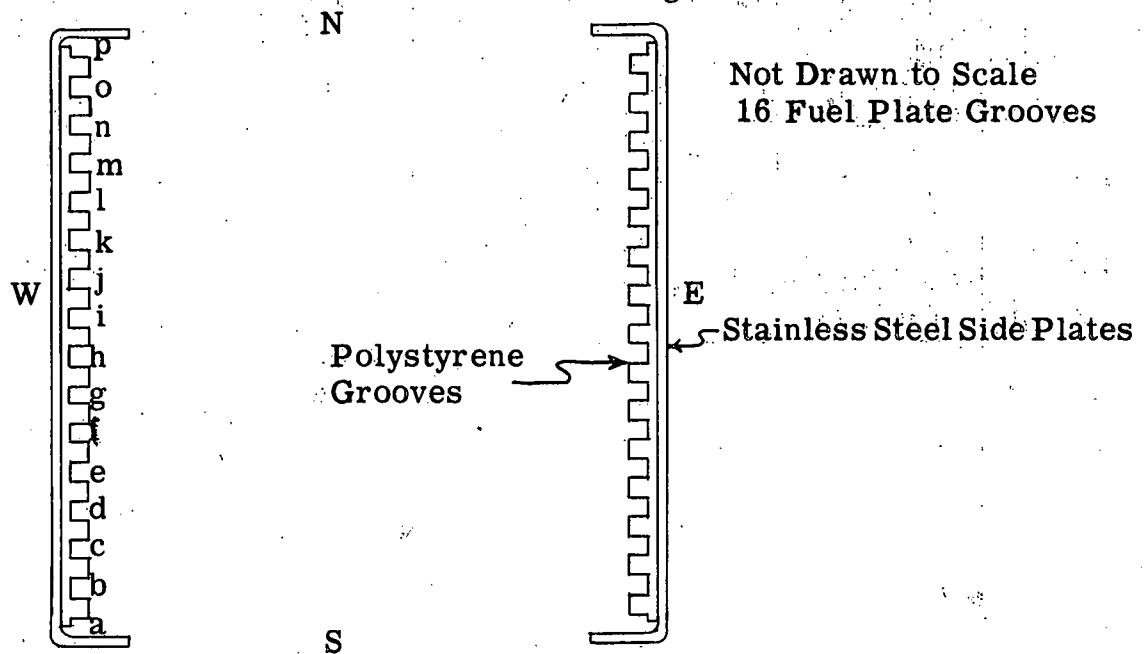 N
p
o
n
m
l
k
j
i
h
g
f
e
d
c
b
a
W
E
S
Not Drawn to Scale
16 Fuel Plate Grooves
Stainless Steel Side Plates
Polystyrene
Grooves